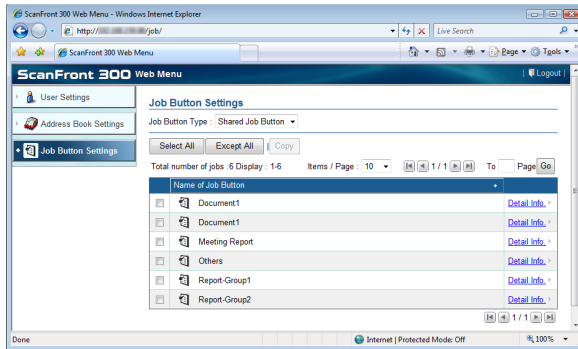 ScanFront 300 Web Menu - Windows Internet Explorer
http:// /job/
Live Search
ScanFront 300 Web Menu
Page
Tools
ScanFront 300 Web Menu
| Logout |
User Settings
Address Book Settings
Job Button Settings
Job Button Settings
Job Button Type : Shared Job Button
Select All Except All | Copy
Total number of jobs :6 Display : 1-6 Items / Page : 10 1 / 1 To Page Go
Name of Job Button
Document1 Detail Info.
Document1 Detail Info.
Meeting Report Detail Info.
Others Detail Info.
Report-Group1 Detail Info.
Report-Group2 Detail Info.
1 / 1
Done Internet | Protected Mode: Off 100%